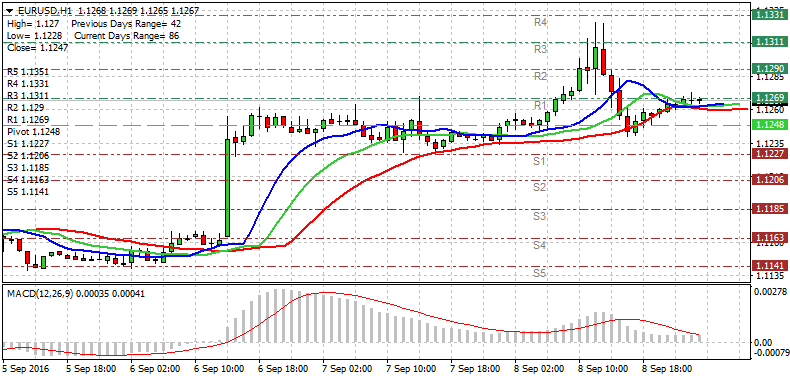 EURUSD,H1 1.1268 1.1269 1.1265 1.1267
High= 1.127 Previous Days Range= 42
Low= 1.1228 Current Days Range= 86
Close= 1.1247
R5 1.1351
R4 1.1331
R3 1.1311
R2 1.129
R1 1.1269
Pivot 1.1248
S1 1.1227
S2 1.1206
S3 1.1185
S4 1.1163
S5 1.1141
R4
R3
R2
R1
S1
S2
S3
S4
S5
1.1331
1.1311
1.1290
1.1285
1.1269
1.1260
1.1248
1.1235
1.1227
1.1206
1.1185
1.1163
1.1141
1.1135
MACD(12,26,9) 0.00035 0.00041
0.00278
0.00
-0.00079
5 Sep 2016
5 Sep 18:00
6 Sep 02:00
6 Sep 10:00
6 Sep 18:00
7 Sep 02:00
7 Sep 10:00
7 Sep 18:00
8 Sep 02:00
8 Sep 10:00
8 Sep 18:00